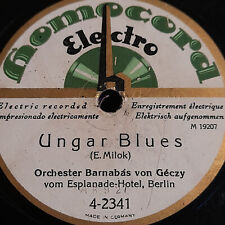 Homocord
Electro
Electric recorded
Enregistrement électrique
Impresionado electricamente
Elektrisch aufgenommen
M 19207
Ungar Blues
(E. Milok)
Orchester Barnabás von Géczy
vom Esplanade-Hotel, Berlin
4-2341
MADE IN GERMANY